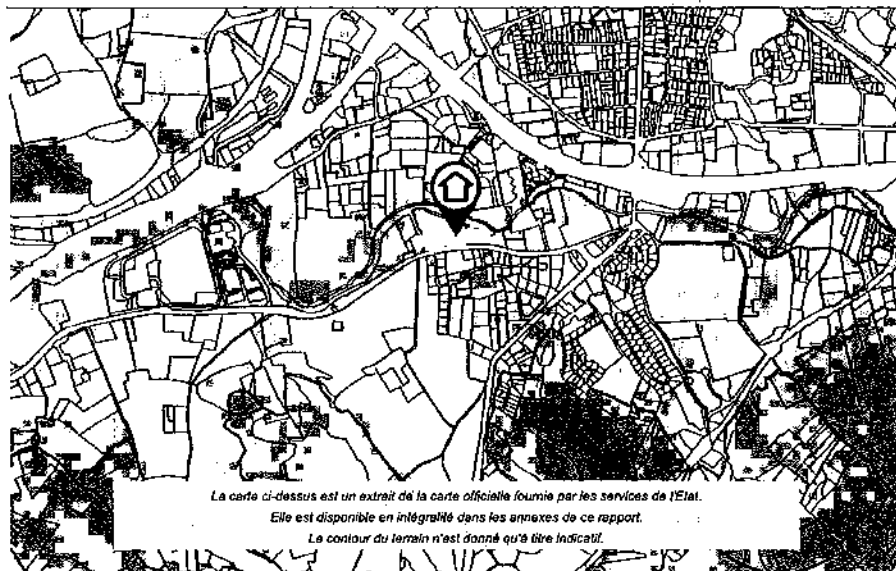 La carte ci-dessus est un extrait de la carte officielle fournie par les services de l'Etat.
Elle est disponible en intégralité dans les annexes de ce rapport.
Le contour du terrain n'est donné qu'à titre indicatif.